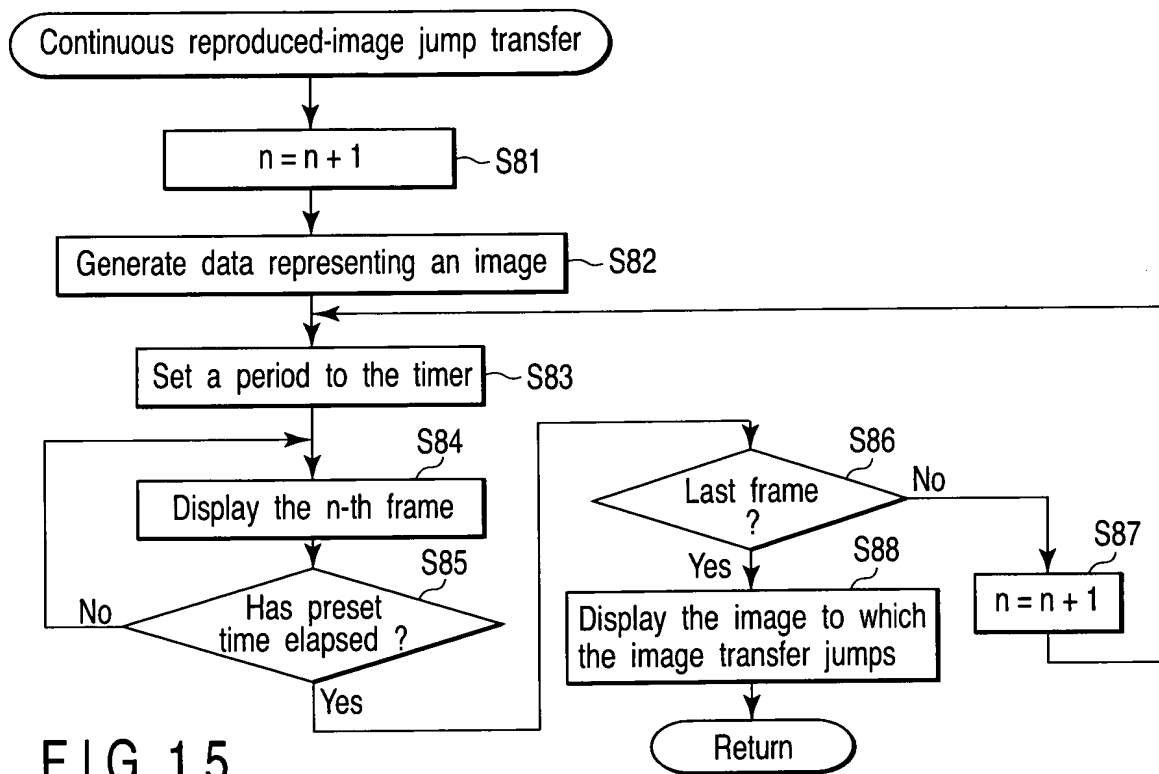 Continuous reproduced-image jump transfer
n = n + 1
S81
Generate data representing an image
S82
Set a period to the timer
S83
S84
Display the n-th frame
S85
Has preset
time elapsed ?
No
Yes
S86
Last frame
?
No
Yes
S87
n = n + 1
S88
Display the image to which
the image transfer jumps
Return
FIG. 15